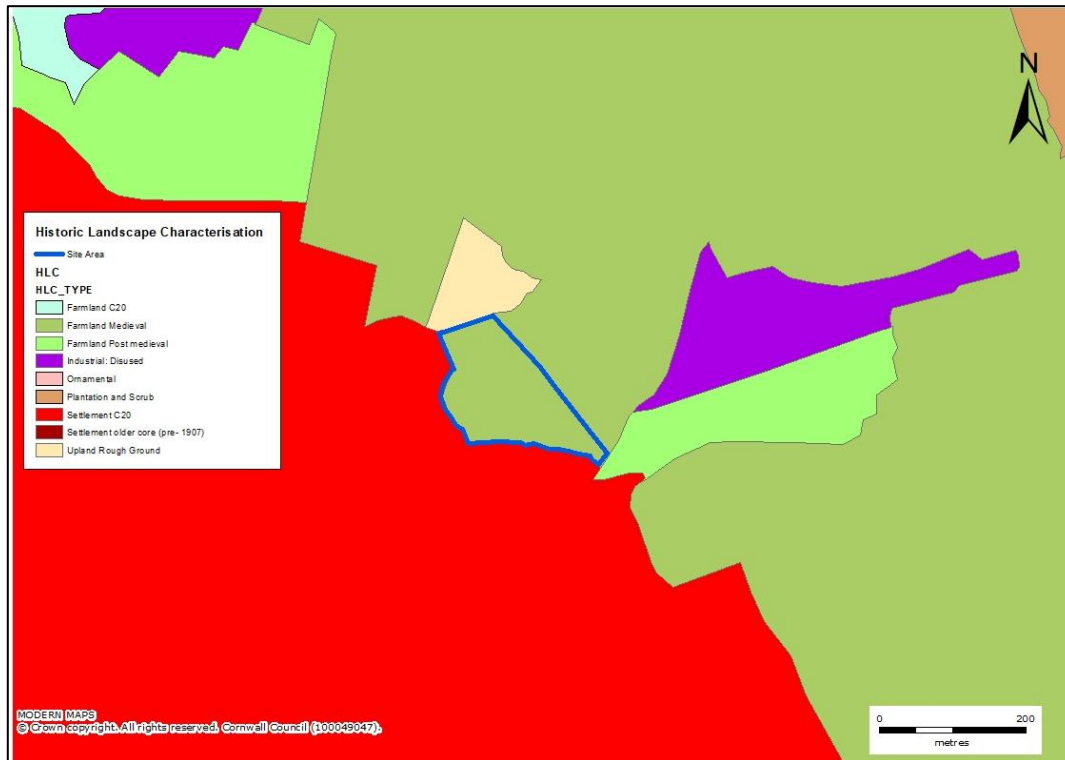 N
Historic Landscape Characterisation
Site Area
HLC
HLC_TYPE
Farmland C20
Farmland Medieval
Farmland Post medieval
Industrial: Disused
Ornamental
Plantation and Scrub
Settlement C20
Settlement older core (pre- 1907)
Upland Rough Ground
MODERN MAPS
© Crown copyright. All rights reserved. Cornwall Council (100049047).
0 200
metres